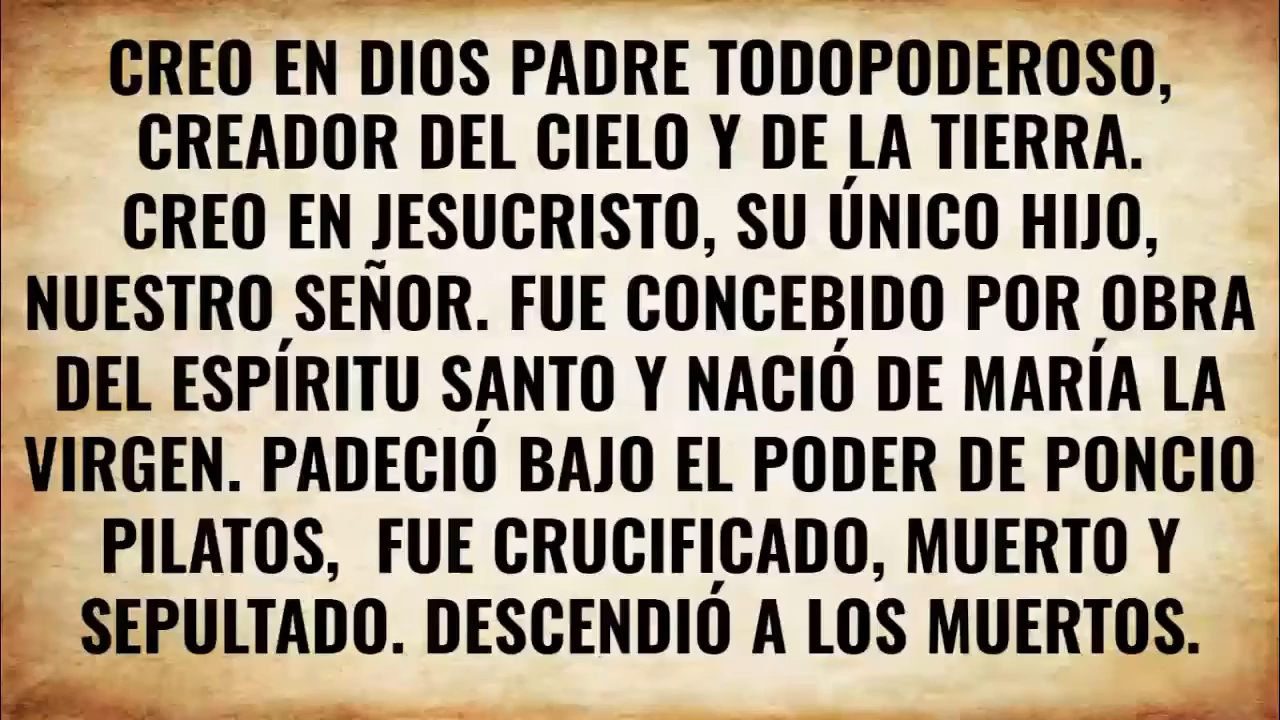 CREO EN DIOS PADRE TODOPODEROSO,
CREADOR DEL CIELO Y DE LA TIERRA.
CREO EN JESUCRISTO, SU ÚNICO HIJO,
NUESTRO SEÑOR. FUE CONCEBIDO POR OBRA
DEL ESPÍRITU SANTO Y NACIÓ DE MARÍA LA
VIRGEN. PADECIÓ BAJO EL PODER DE PONCIO
PILATOS,  FUE CRUCIFICADO, MUERTO Y
SEPULTADO. DESCENDIÓ A LOS MUERTOS.